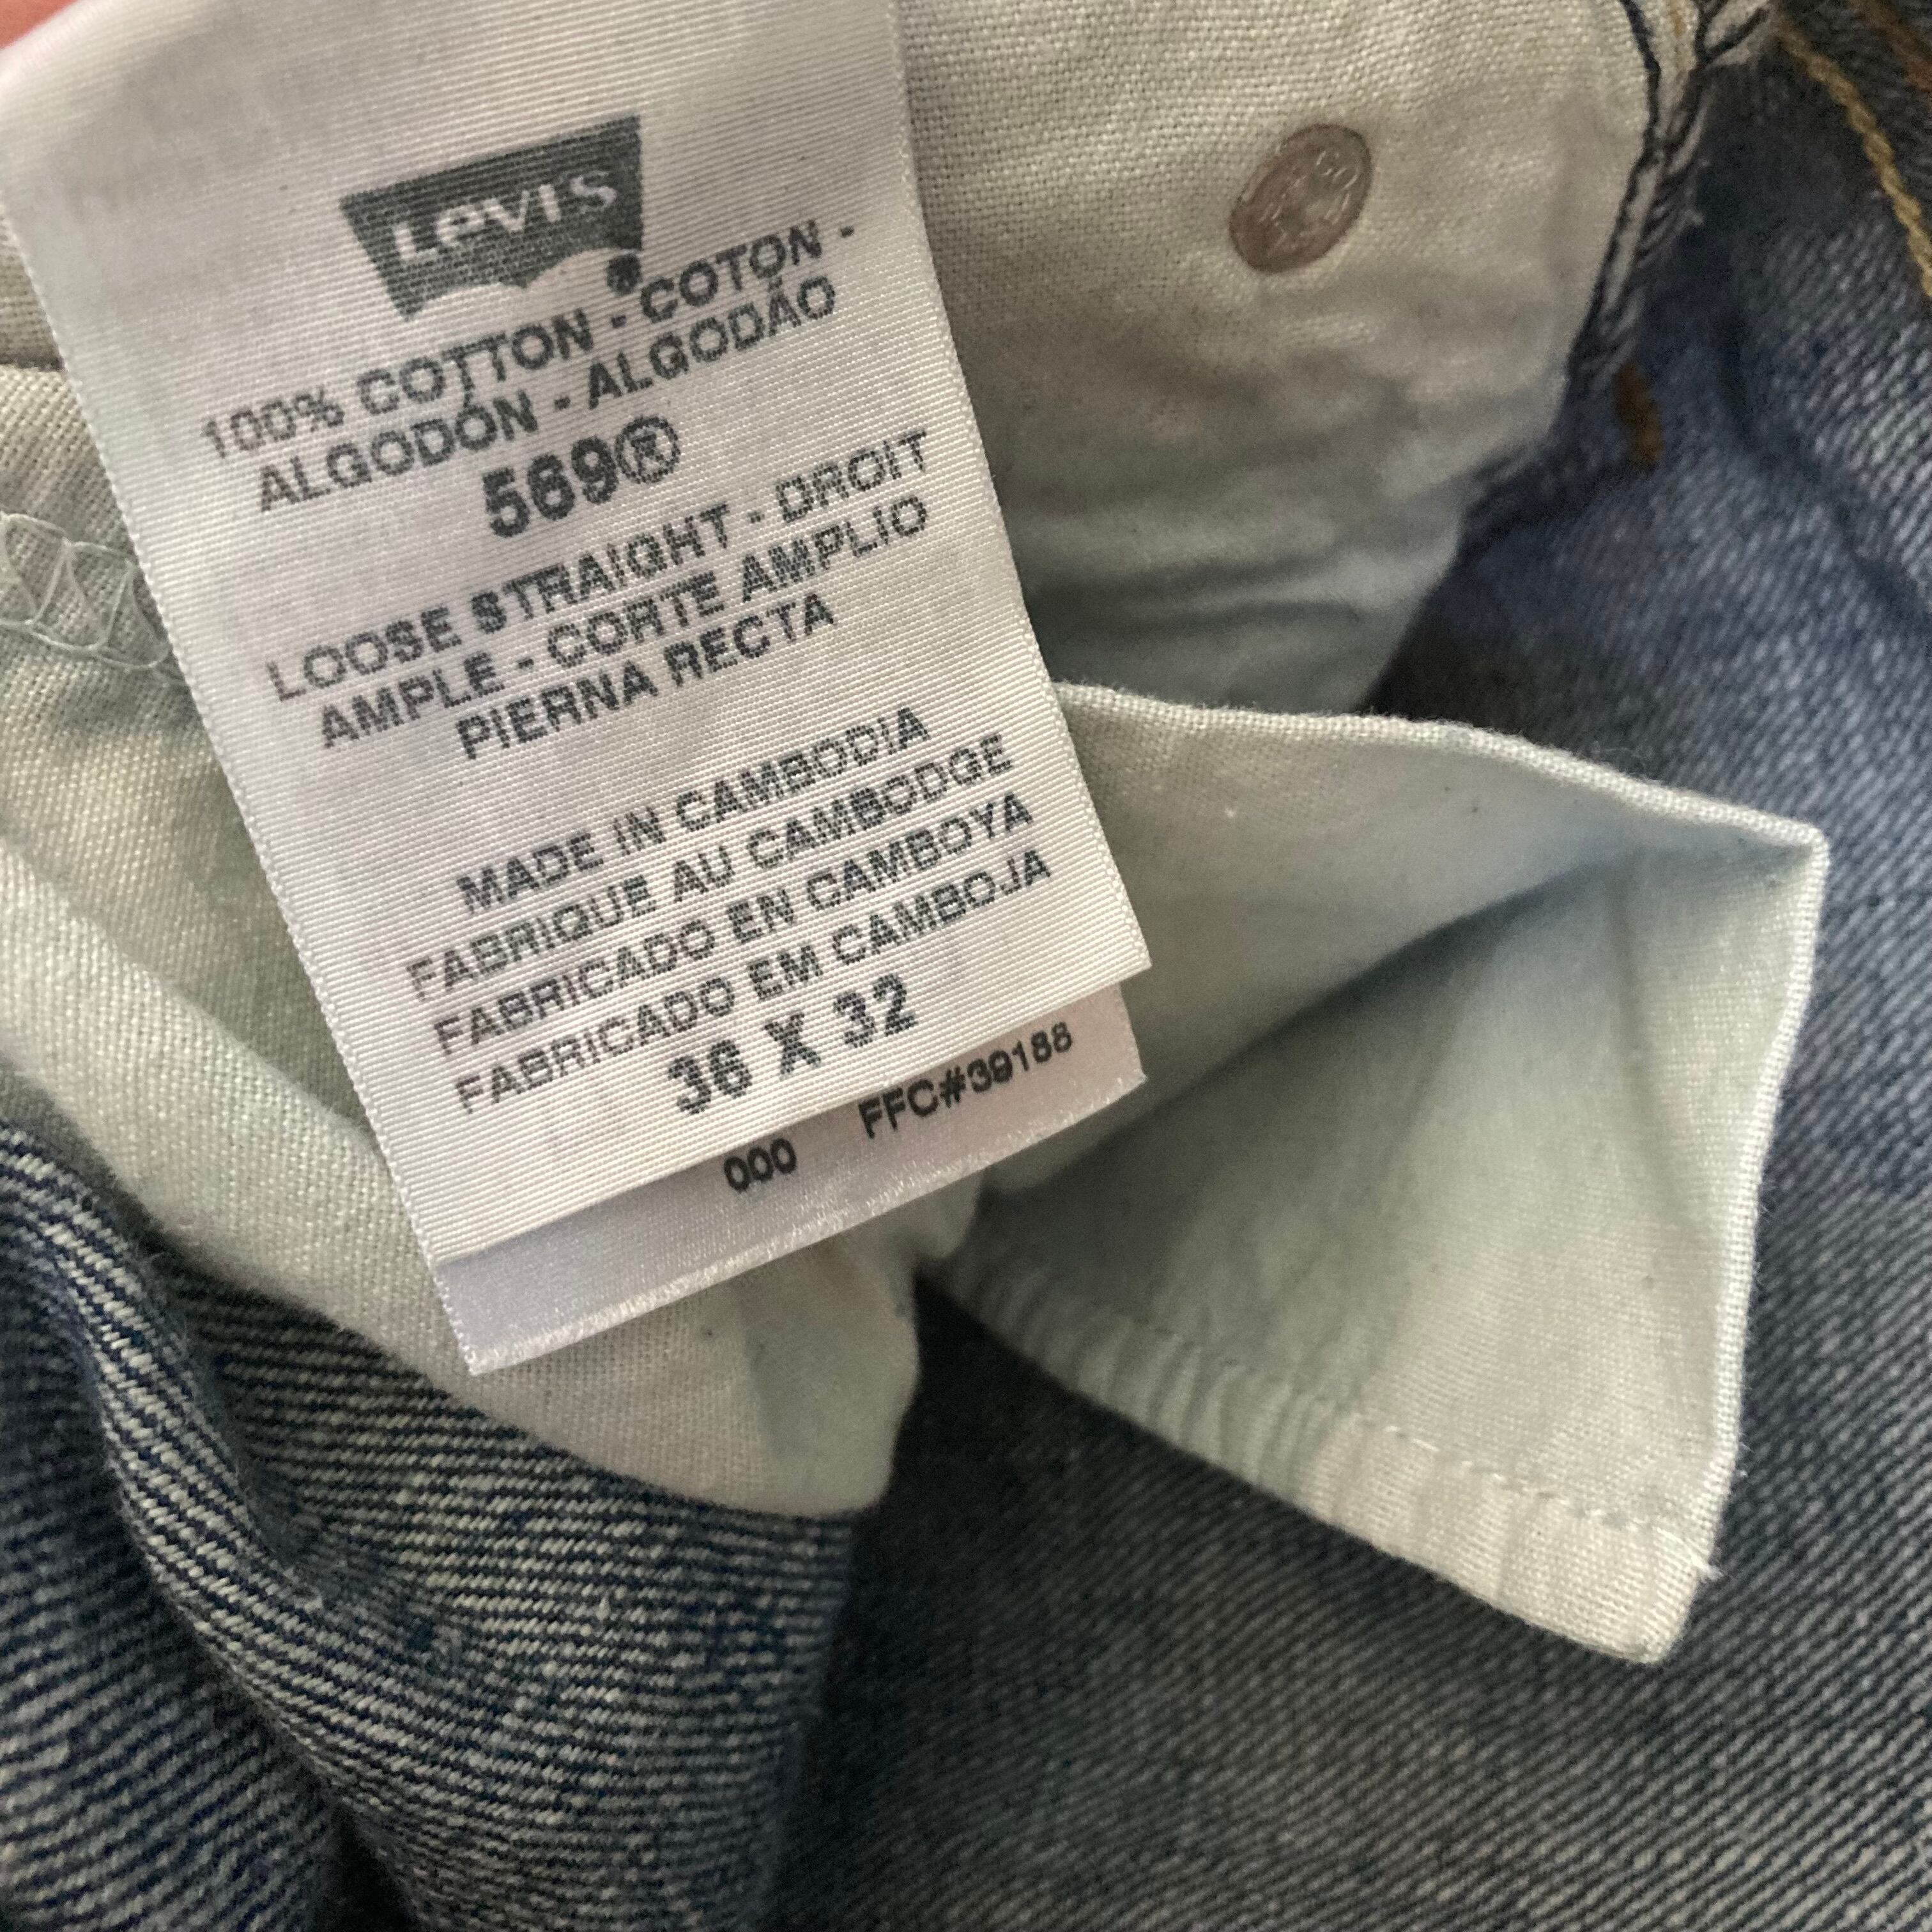 Levi's
100% COTTON - COTON -
ALGODÓN - ALGODÃO
569®
LOOSE STRAIGHT - DROIT
AMPLE - CORTE AMPLIO
PIERNA RECTA
MADE IN CAMBODIA
FABRIQUE AU CAMBODGE
FABRICADO EN CAMBOYA
FABRICADO EM CAMBOJA
36 X 32
000 FFC#39188